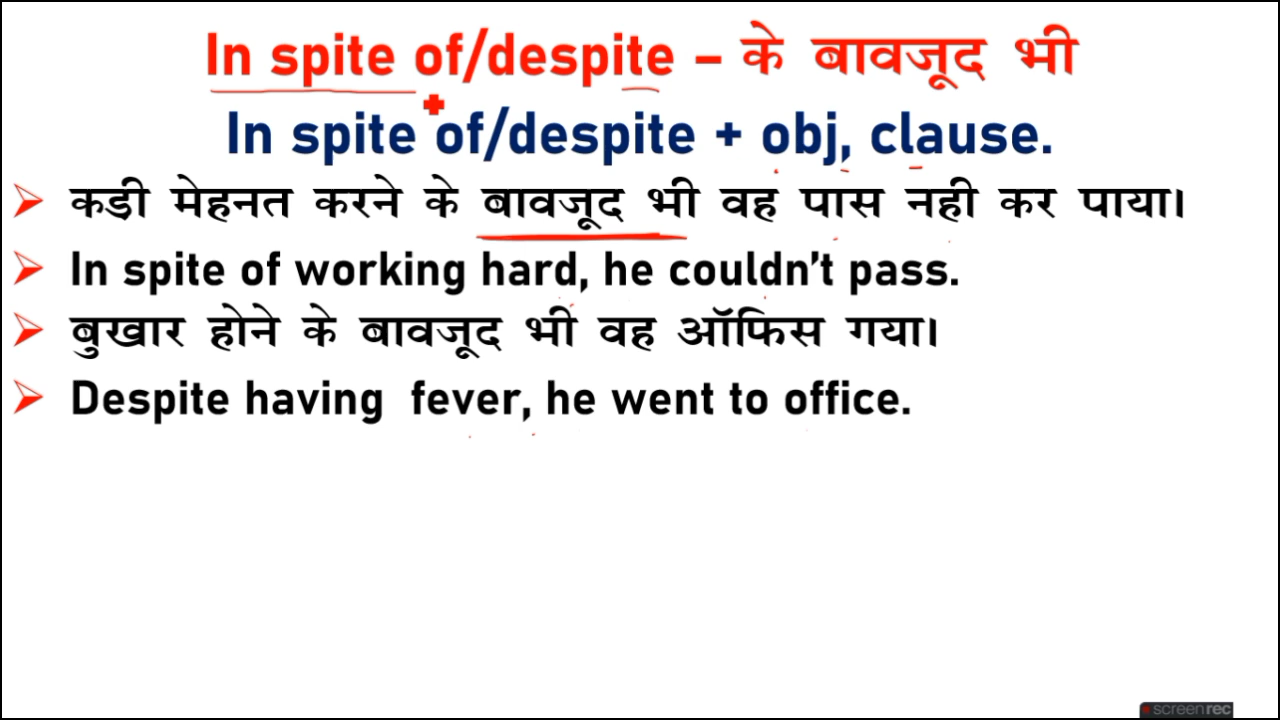 In spite of/despite – के बावजूद भी
In spite of/despite + obj, clause.
➢ कडी मेहनत करने के बावजूद भी वह पास नही कर पाया।
➢ In spite of working hard, he couldn't pass.
➢ बुखार होने के बावजूद भी वह ऑफिस गया।
➢ Despite having fever, he went to office.
screenrec